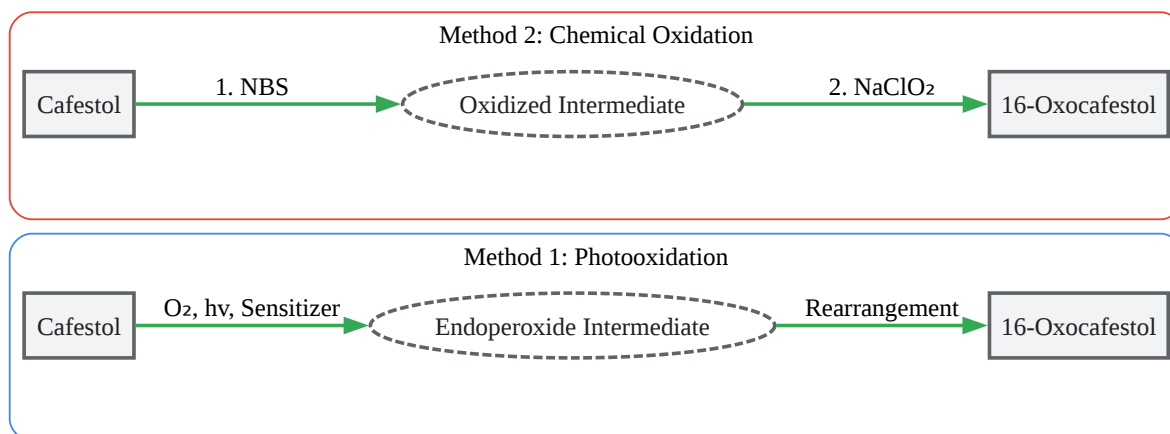 Method 2: Chemical Oxidation
Cafestol
1. NBS
Oxidized Intermediate
2. NaClO₂
16-Oxocafestol
Method 1: Photooxidation
Cafestol
O₂, hv, Sensitizer
Endoperoxide Intermediate
Rearrangement
16-Oxocafestol